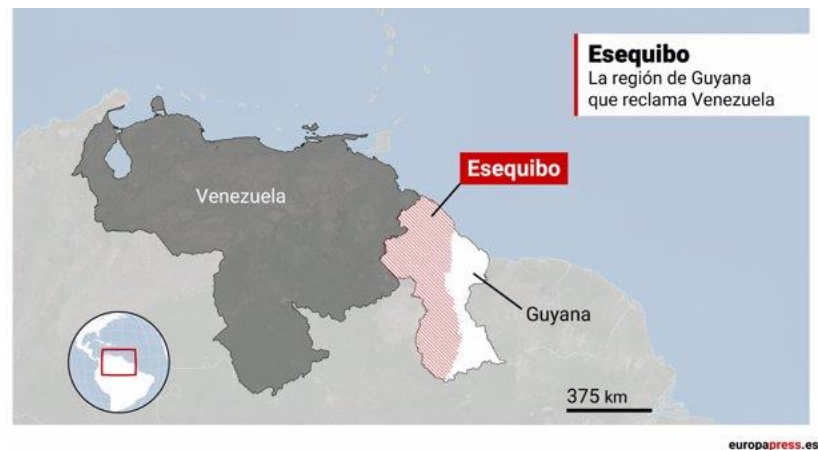 Esequibo
La región de Guyana
que reclama Venezuela
Esequibo
Venezuela
Guyana
375 km
europapress.es